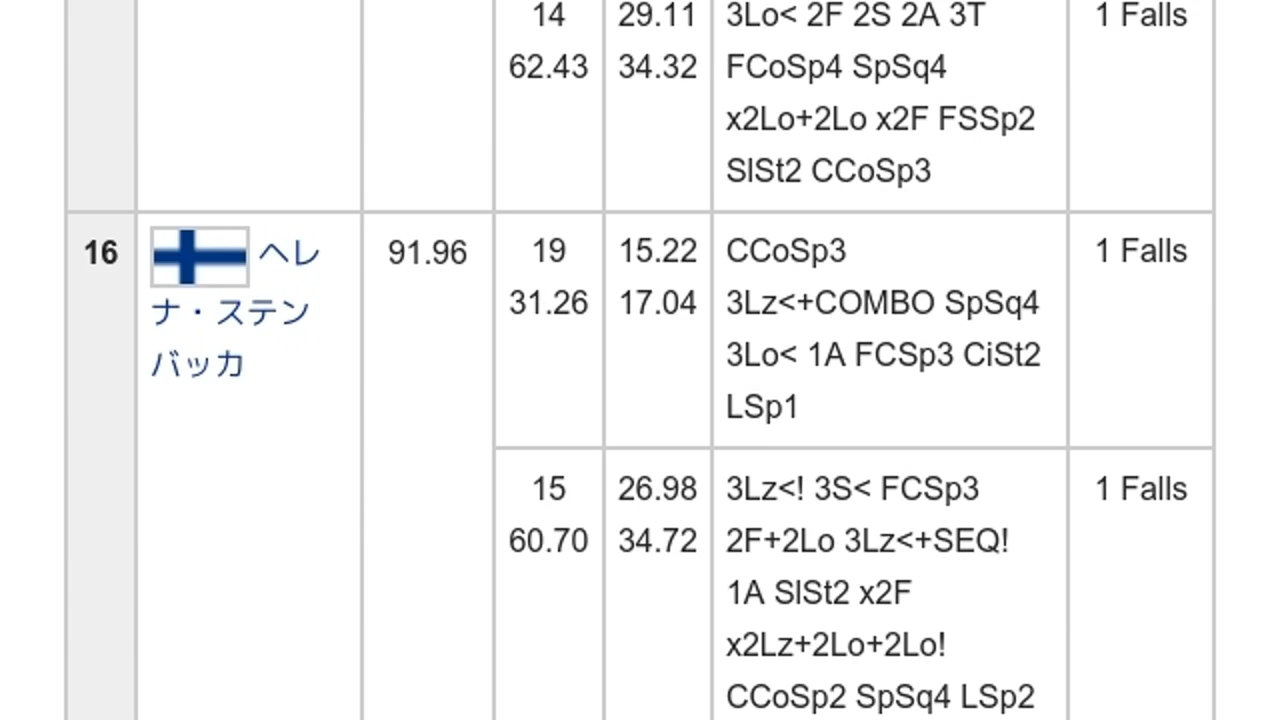 14
62.43
29.11
34.32
3Lo< 2F 2S 2A 3T
FCoSp4 SpSq4
x2Lo+2Lo x2F FSSp2
SlSt2 CCoSp3
1 Falls
16
ヘレ
ナ・ステン
バッカ
91.96
19
31.26
15.22
17.04
CCoSp3
3Lz<+COMBO SpSq4
3Lo< 1A FCSp3 CiSt2
LSp1
1 Falls
15
60.70
26.98
34.72
3Lz<! 3S< FCSp3
2F+2Lo 3Lz<+SEQ!
1A SlSt2 x2F
x2Lz+2Lo+2Lo!
CCoSp2 SpSq4 LSp2
1 Falls